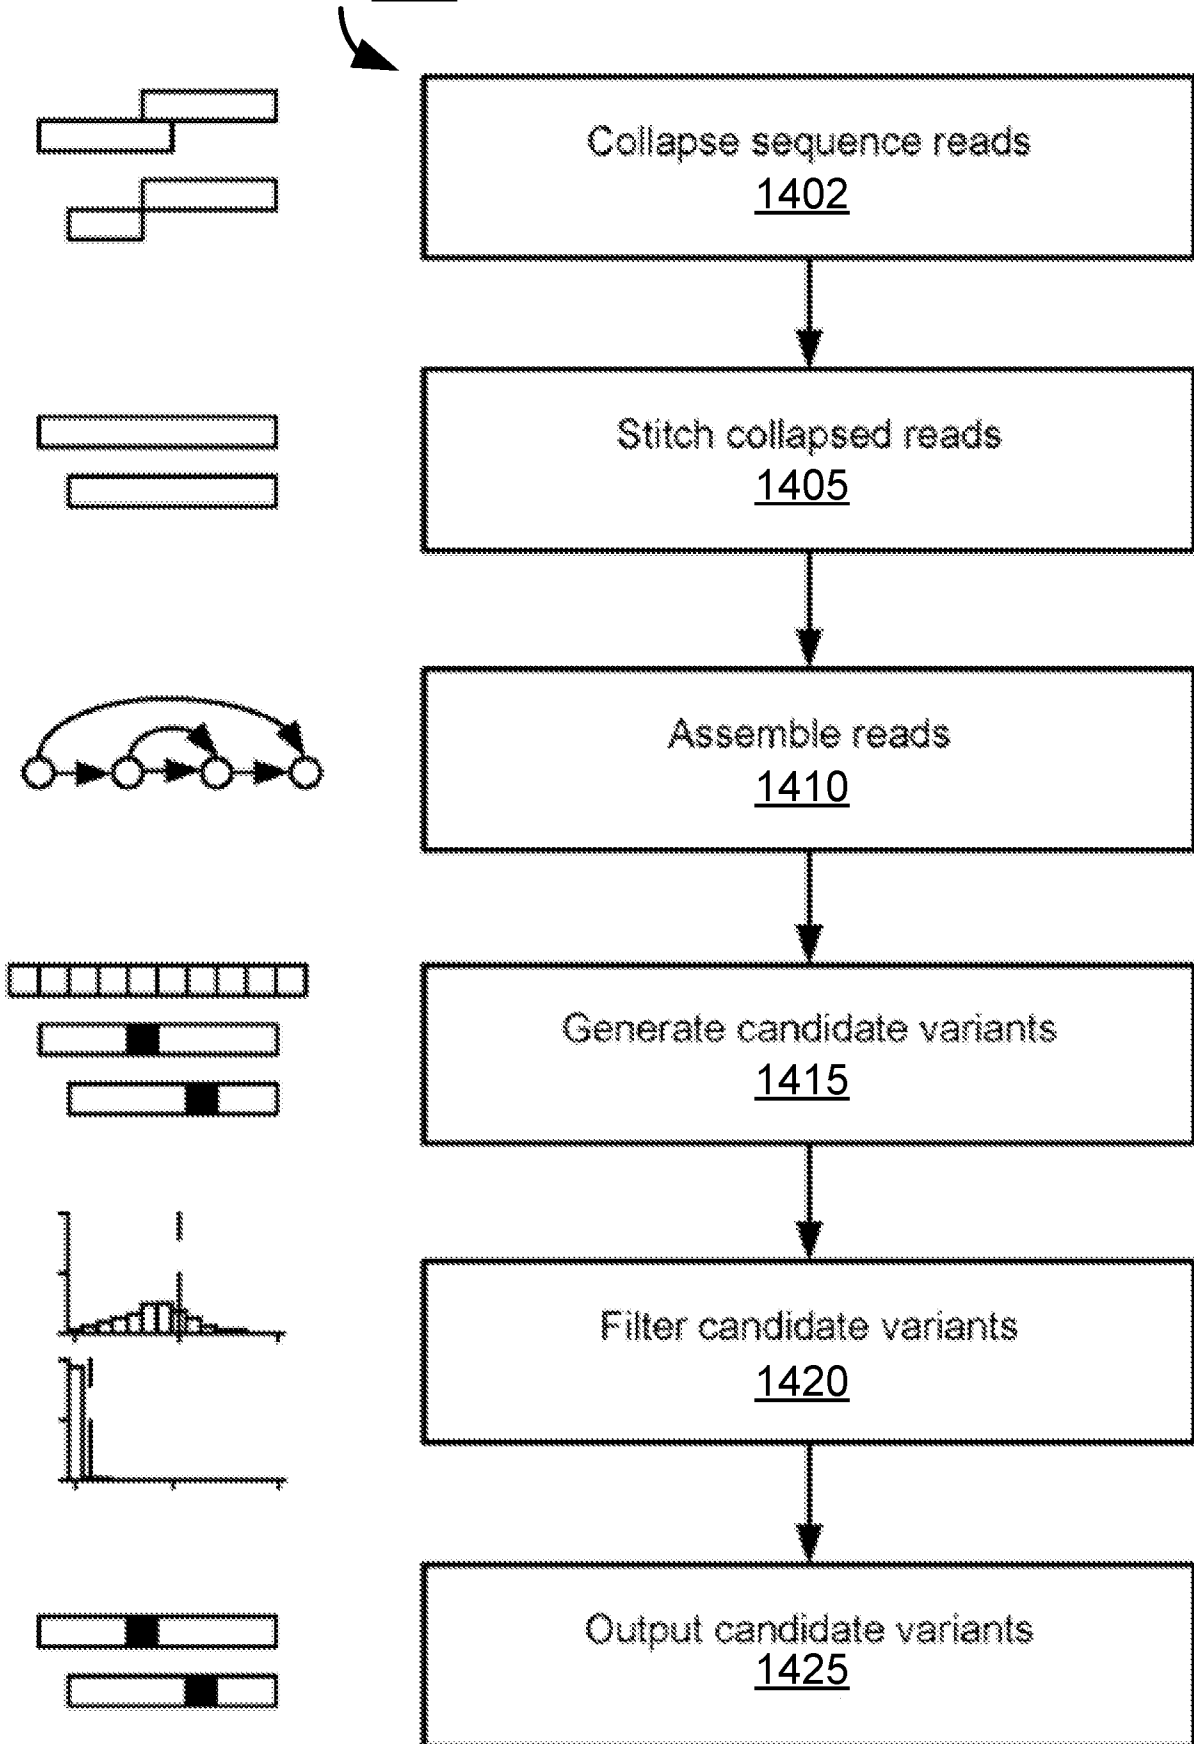 Collapse sequence reads
1402
Stitch collapsed reads
1405
Assemble reads
1410
Generate candidate variants
1415
Filter candidate variants
1420
Output candidate variants
1425